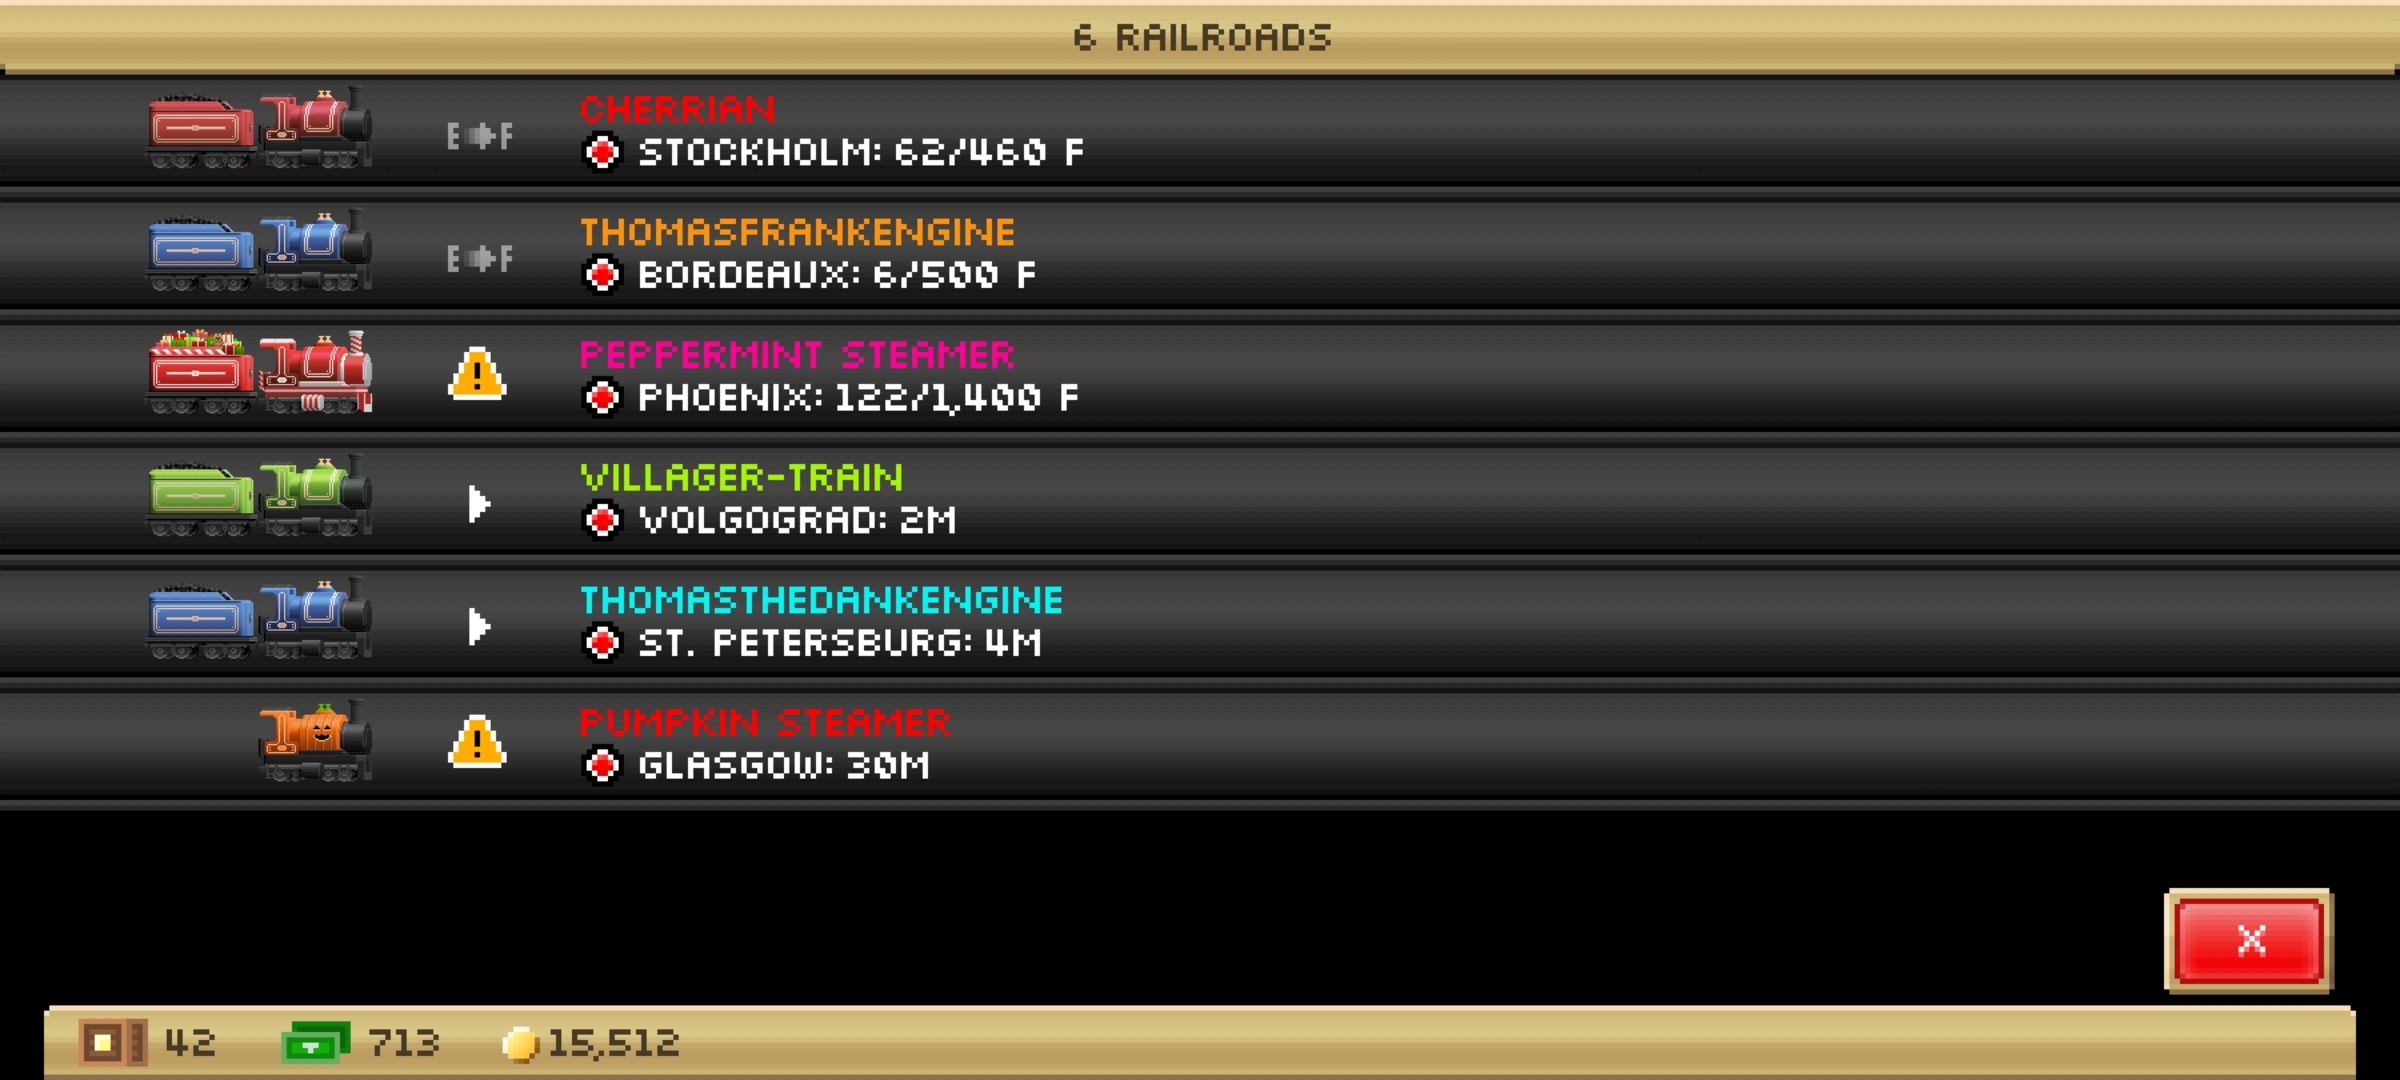 6 RAILROADS
CHERRIAN
E F
STOCKHOLM: 62/460 F
THOMASFRANKENGINE
E F
BORDEAUX: 6/500 F
PEPPERMINT STEAMER
!
PHOENIX: 122/1,400 F
VILLAGER-TRAIN
VOLGOGRAD: 2M
THOMASTHEDANKENGINE
ST. PETERSBURG: 4M
PUMPKIN STEAMER
!
GLASGOW: 30M
X
42 713 15,512